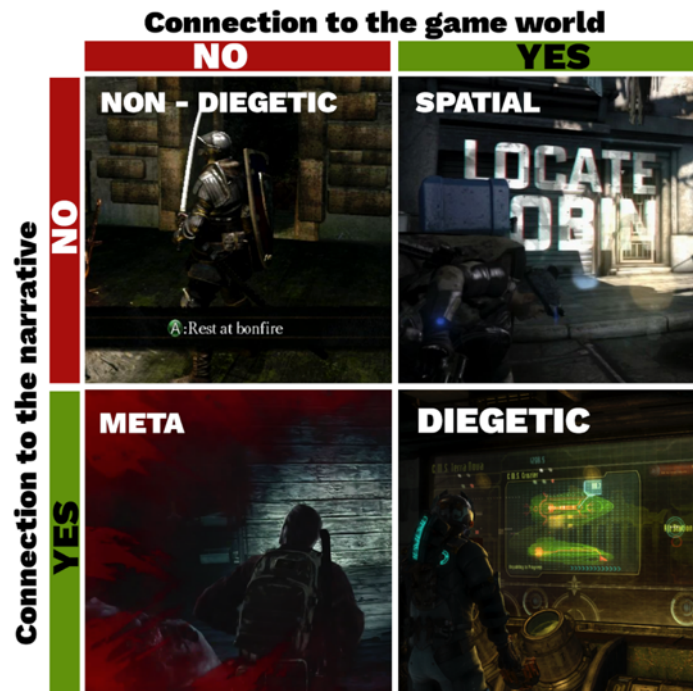 Connection to the game world
NO
YES
Connection to the narrative
NO
YES
NON - DIEGETIC
A:Rest at bonfire
SPATIAL
LOCATE
OBIN
META
DIEGETIC